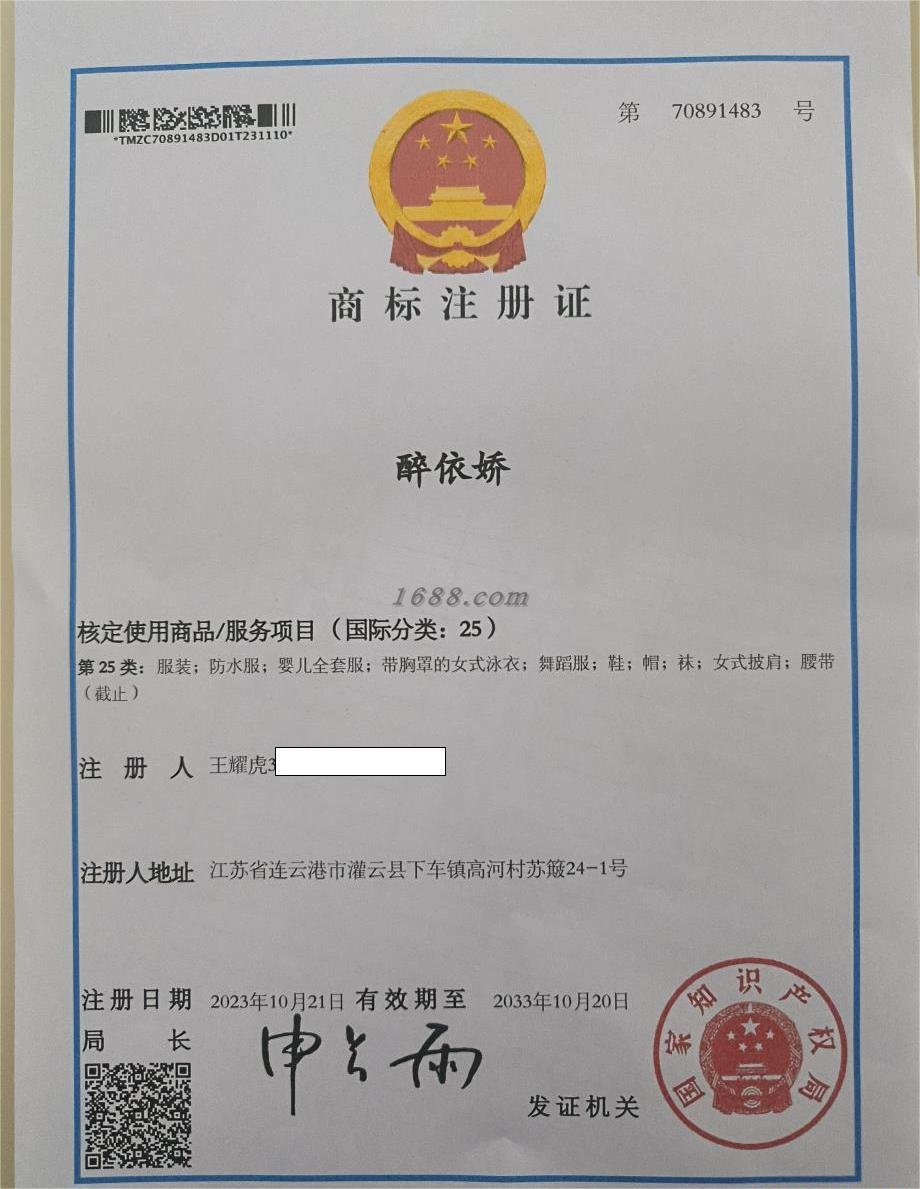 第 70891483 号
*TMZC70891483D01T231110*
商标注册证
醉依娇
1688.com
核定使用商品/服务项目（国际分类：25）
第25类：服装；防水服；婴儿全套服；带胸罩的女式泳衣；舞蹈服；鞋；帽；袜；女式披肩；腰带
（截止）
注册人 王耀虎3
注册人地址 江苏省连云港市灌云县下车镇高河村苏簸24-1号
注册日期 2023年10月21日 有效期至 2033年10月20日
局长 申长雨
发证机关
国家知识产权局